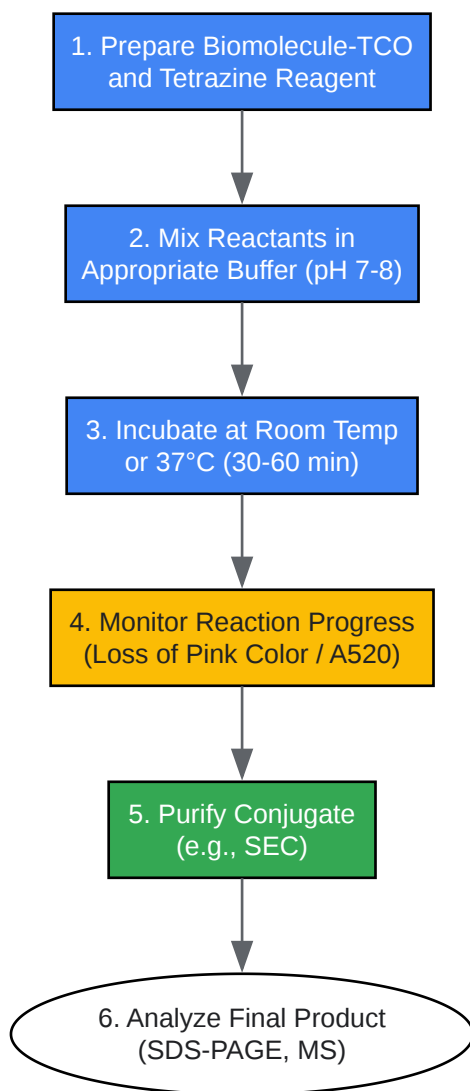 1. Prepare Biomolecule-TCO
and Tetrazine Reagent
2. Mix Reactants in
Appropriate Buffer (pH 7-8)
3. Incubate at Room Temp
or 37°C (30-60 min)
4. Monitor Reaction Progress
(Loss of Pink Color / A520)
5. Purify Conjugate
(e.g., SEC)
6. Analyze Final Product
(SDS-PAGE, MS)